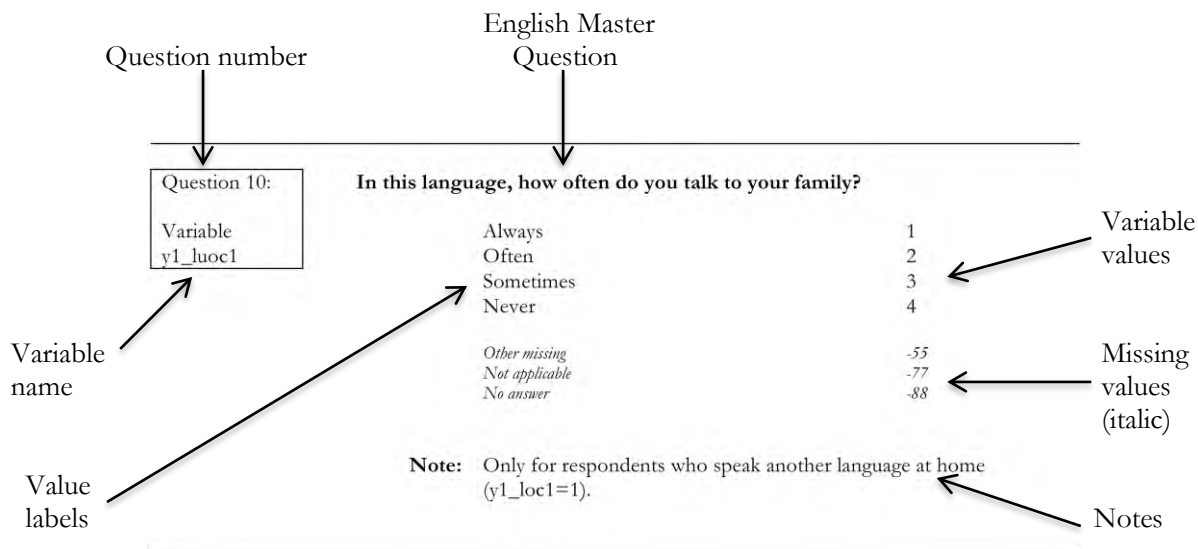 English Master
Question
Question number
Question 10:
In this language, how often do you talk to your family?
Variable
y1_luoc1
Always 1
Often 2
Sometimes 3
Never 4
Variable
values
Variable
name
Other missing -55
Not applicable -77
No answer -88
Missing
values
(italic)
Note: Only for respondents who speak another language at home
(y1_loc1=1).
Value
labels
Notes